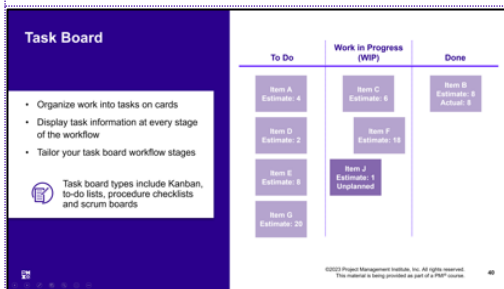 Task Board
• Organize work into tasks on cards
• Display task information at every stage
of the workflow
• Tailor your task board workflow stages
Task board types include Kanban,
to-do lists, procedure checklists
and scrum boards
To Do
Work in Progress
(WIP)
Done
Item A
Estimate: 4
Item C
Estimate: 6
Item B
Estimate: 8
Actual: 8
Item D
Estimate: 2
Item F
Estimate: 18
Item E
Estimate: 8
Item J
Estimate: 1
Unplanned
Item G
Estimate: 20
©2023 Project Management Institute, Inc. All rights reserved.
This material is being provided as part of a PMI® course.
40